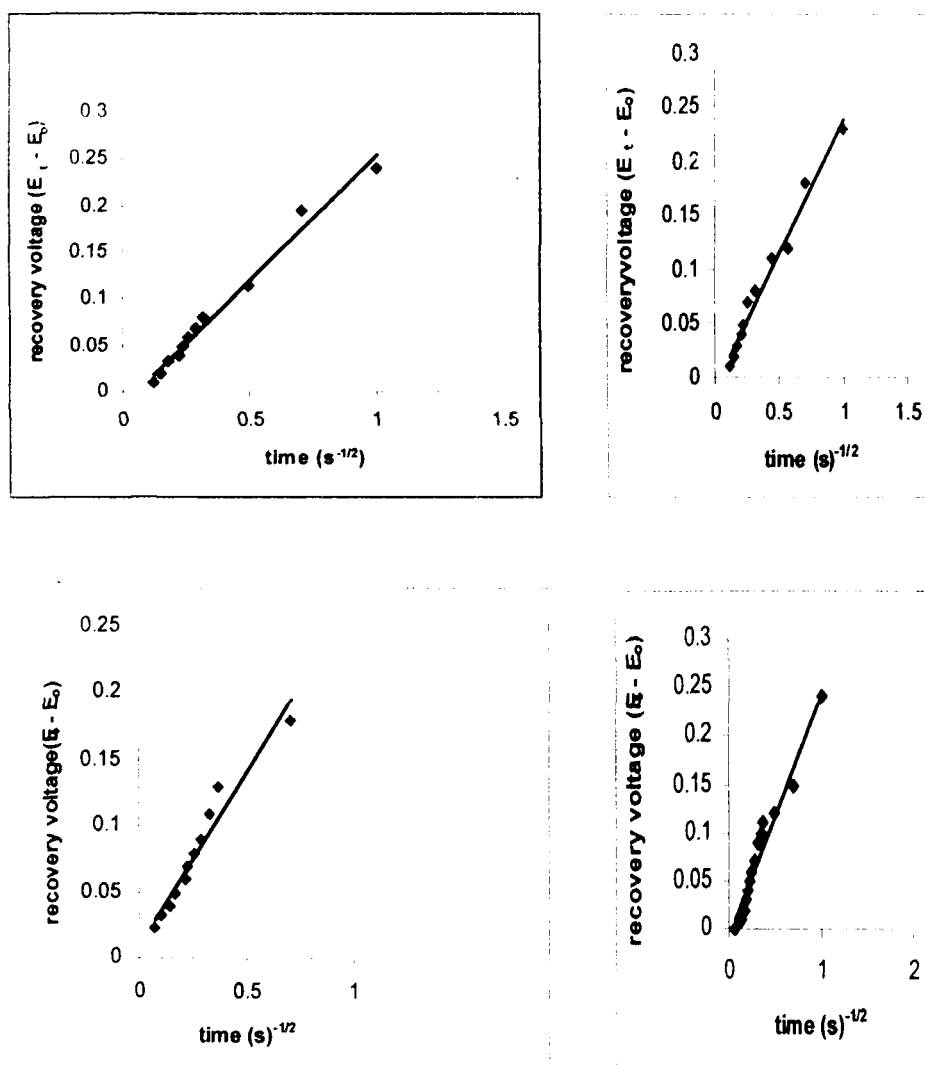 recovery voltage (E t - Eo)
0.3
0.25
0.2
0.15
0.1
0.05
0
0 0.5 1 1.5
time (s-1/2)
recoveryvoltage (E t - Eo)
0.3
0.25
0.2
0.15
0.1
0.05
0
0 0.5 1 1.5
time (s)-1/2
recovery voltage(Et - Eo)
0.25
0.2
0.15
0.1
0.05
0
0 0.5 1
time (s)-1/2
recovery voltage (Et - Eo)
0.3
0.25
0.2
0.15
0.1
0.05
0
0 1 2
time (s)-1/2